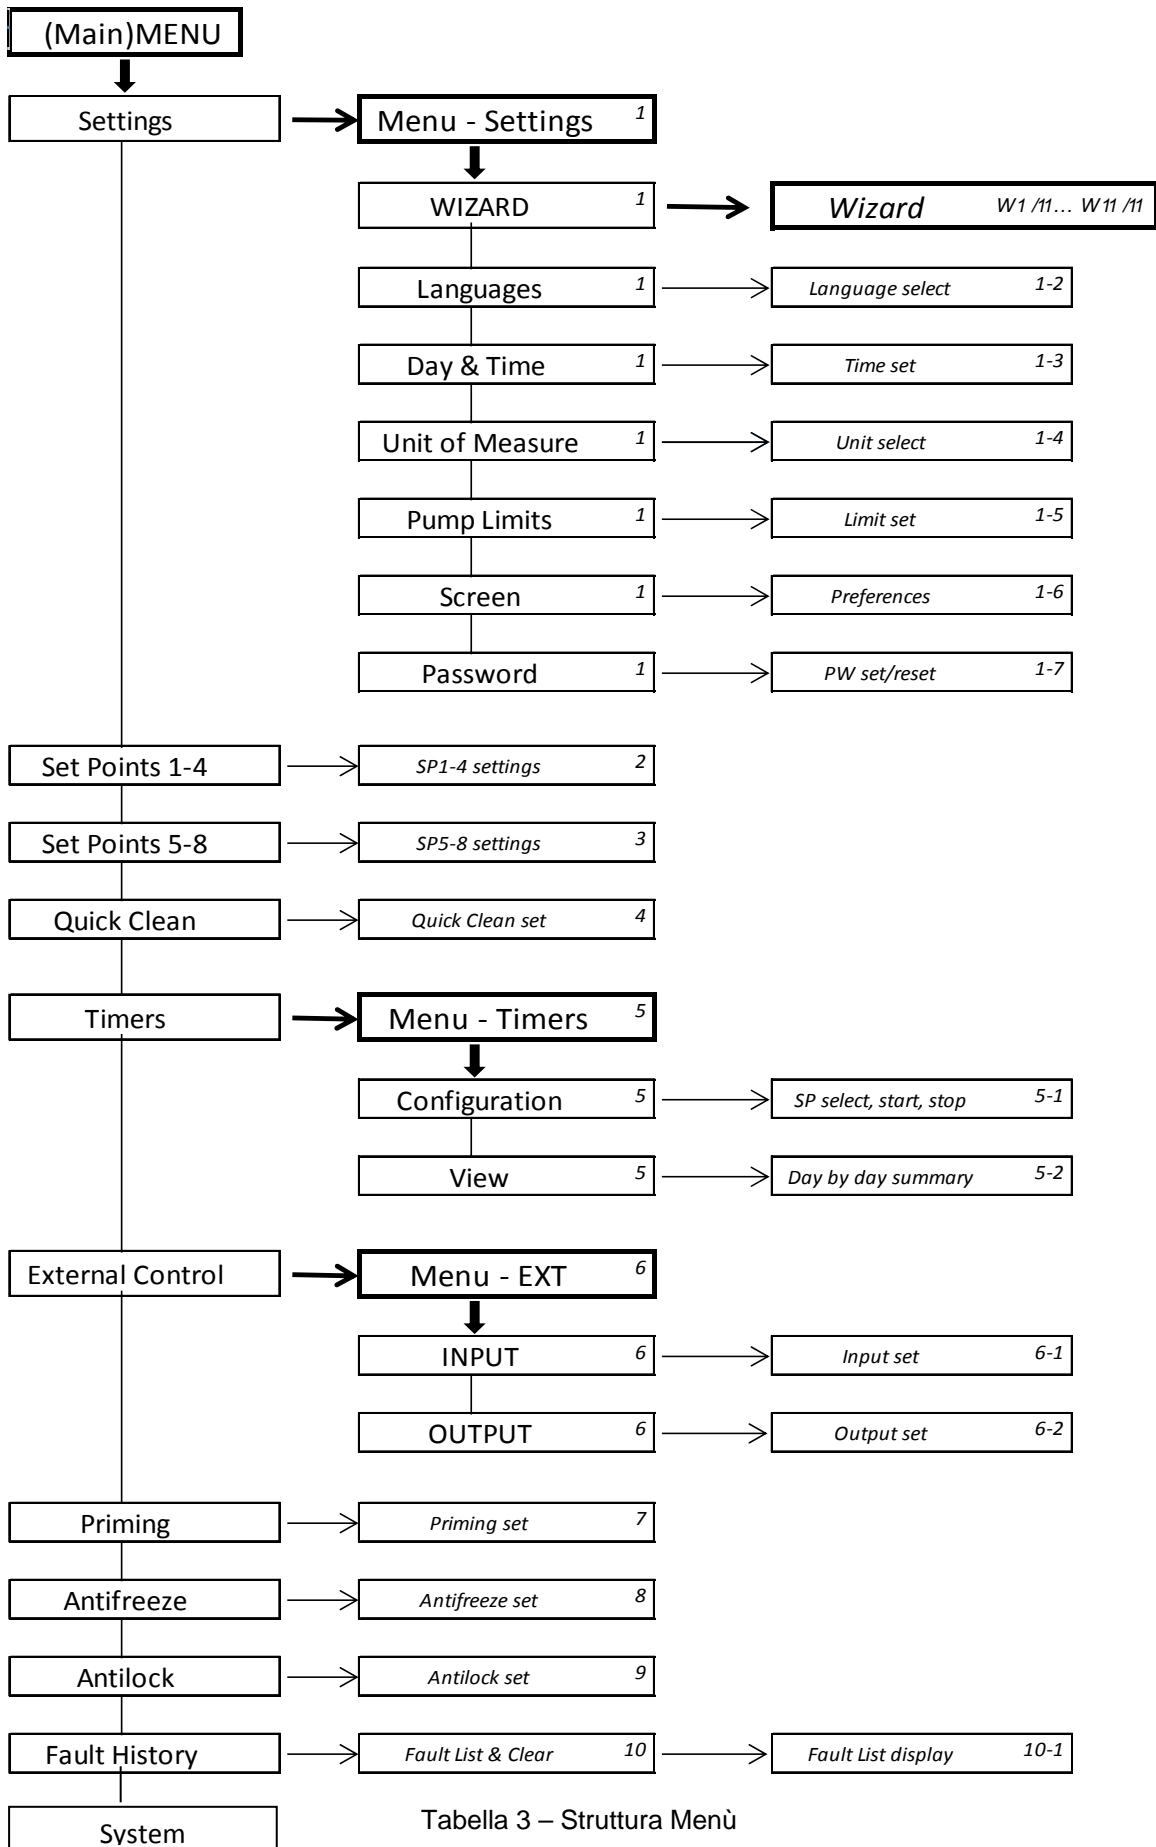 (Main)MENU
Settings
Menu - Settings 1
WIZARD 1
Wizard W1 /11... W11 /11
Languages 1
Language select 1-2
Day & Time 1
Time set 1-3
Unit of Measure 1
Unit select 1-4
Pump Limits 1
Limit set 1-5
Screen 1
Preferences 1-6
Password 1
PW set/reset 1-7
Set Points 1-4
SP1-4 settings 2
Set Points 5-8
SP5-8 settings 3
Quick Clean
Quick Clean set 4
Timers
Menu - Timers 5
Configuration 5
SP select, start, stop 5-1
View 5
Day by day summary 5-2
External Control
Menu - EXT 6
INPUT 6
Input set 6-1
OUTPUT 6
Output set 6-2
Priming
Priming set 7
Antifreeze
Antifreeze set 8
Antilock
Antilock set 9
Fault History
Fault List & Clear 10
Fault List display 10-1
System
Tabella 3 – Struttura Menù